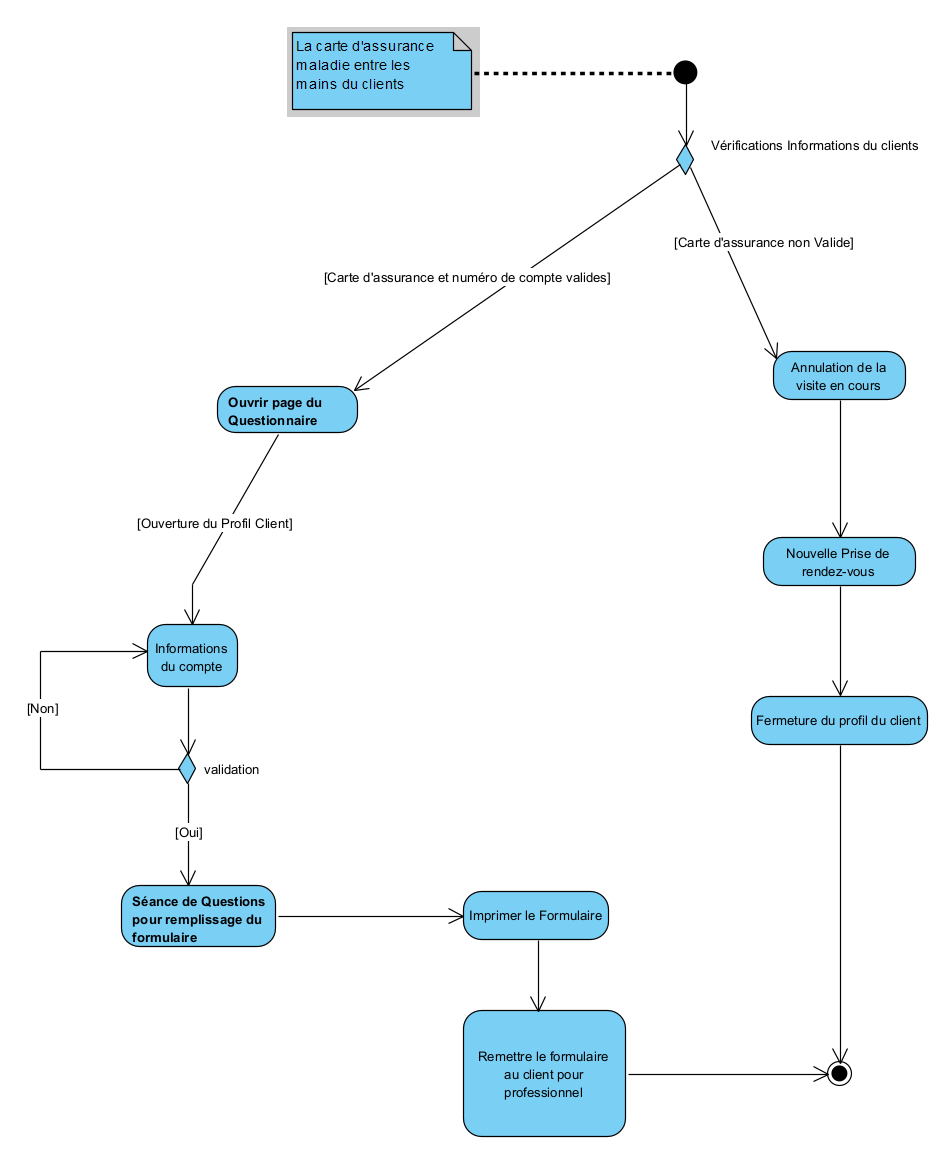 La carte d'assurance
maladie entre les
mains du clients
Vérifications Informations du clients
[Carte d'assurance non Valide]
[Carte d'assurance et numéro de compte valides]
Annulation de la
visite en cours
Ouvrir page du
Questionnaire
[Ouverture du Profil Client]
Nouvelle Prise de
rendez-vous
Informations
du compte
[Non]
Fermeture du profil du client
validation
[Oui]
Séance de Questions
pour remplissage du
formulaire
Imprimer le Formulaire
Remettre le formulaire
au client pour
professionnel